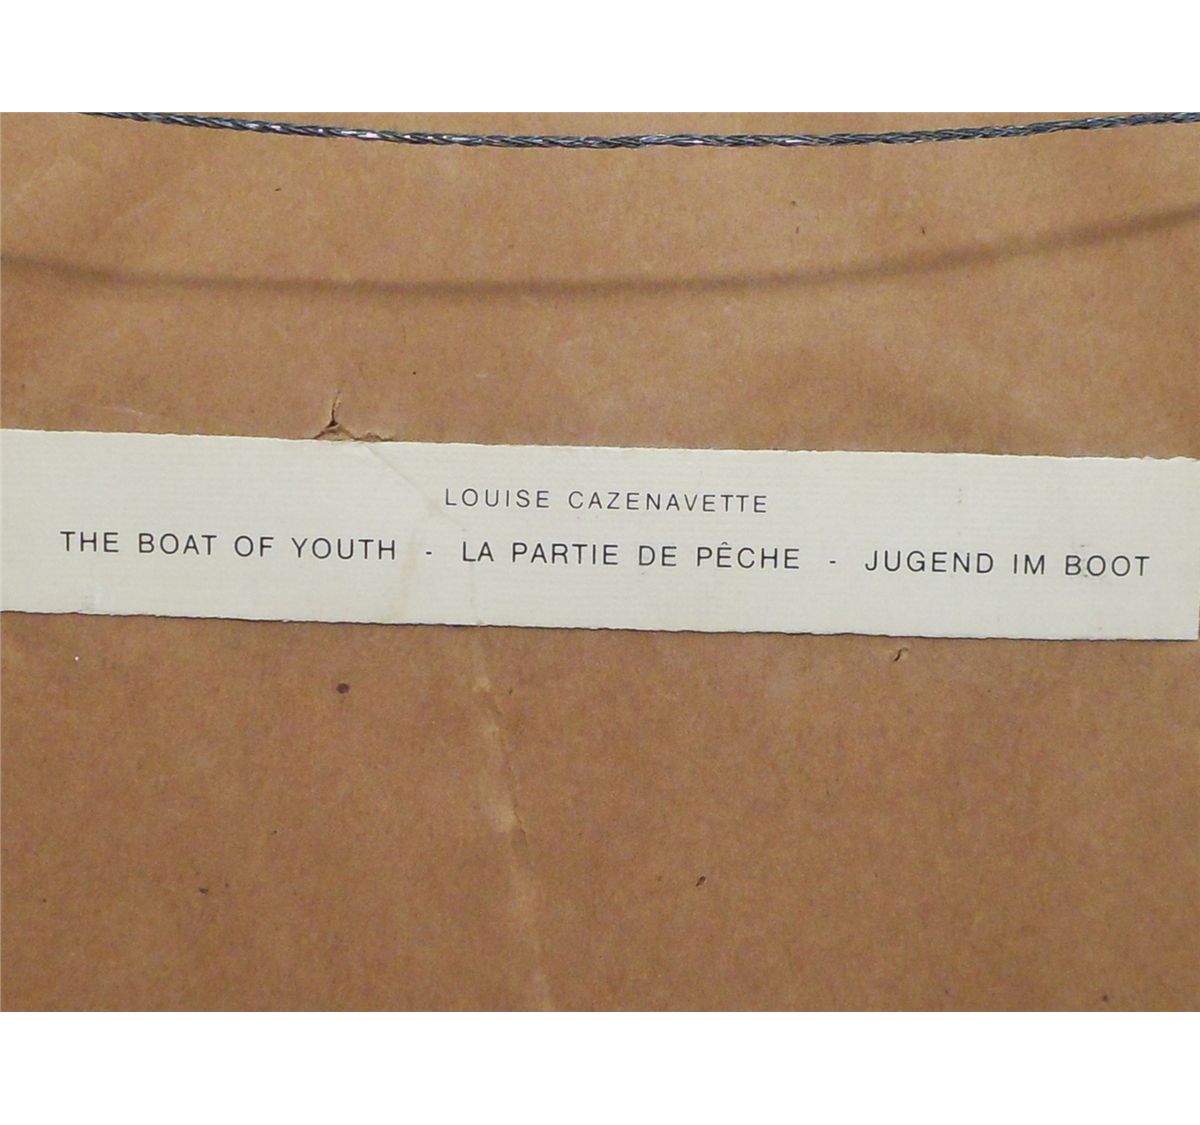 LOUISE CAZENAVETTE
THE BOAT OF YOUTH - LA PARTIE DE PÊCHE - JUGEND IM BOOT